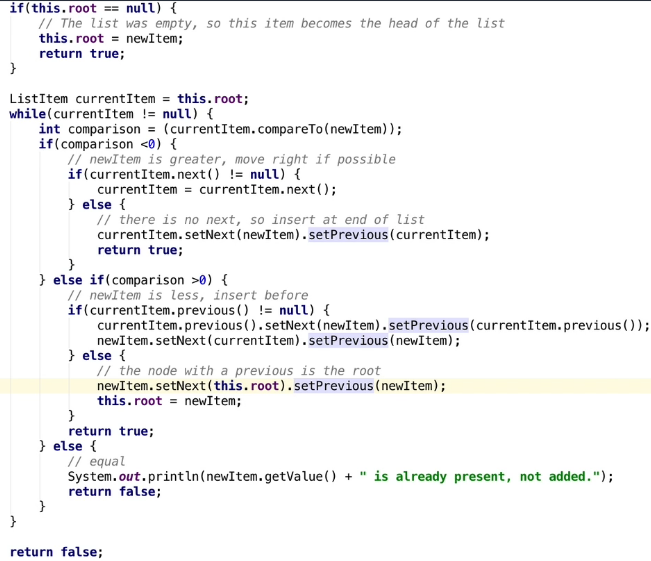 if(this.root == null) {
    // The list was empty, so this item becomes the head of the list
    this.root = newItem;
    return true;
}

ListItem currentItem = this.root;
while(currentItem != null) {
    int comparison = (currentItem.compareTo(newItem));
    if(comparison <0) {
        // newItem is greater, move right if possible
        if(currentItem.next() != null) {
            currentItem = currentItem.next();
        } else {
            // there is no next, so insert at end of list
            currentItem.setNext(newItem).setPrevious(currentItem);
            return true;
        }
    } else if(comparison >0) {
        // newItem is less, insert before
        if(currentItem.previous() != null) {
            currentItem.previous().setNext(newItem).setPrevious(currentItem.previous());
            newItem.setNext(currentItem).setPrevious(newItem);
        } else {
            // the node with a previous is the root
            newItem.setNext(this.root).setPrevious(newItem);
            this.root = newItem;
        }
        return true;
    } else {
        // equal
        System.out.println(newItem.getValue() + " is already present, not added.");
        return false;
    }
}

return false;